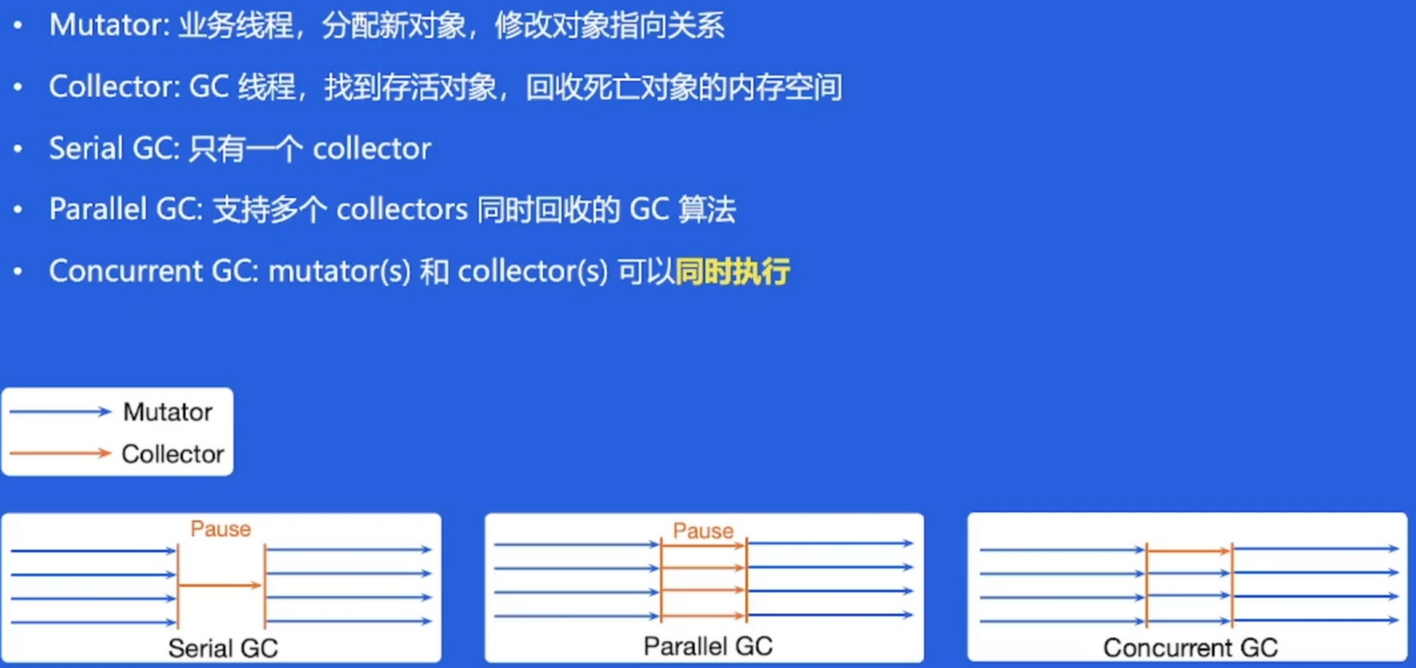 • Mutator: 业务线程，分配新对象，修改对象指向关系
• Collector: GC 线程，找到存活对象，回收死亡对象的内存空间
• Serial GC: 只有一个 collector
• Parallel GC: 支持多个 collectors 同时回收的 GC 算法
• Concurrent GC: mutator(s) 和 collector(s) 可以同时执行
Mutator
Collector
Pause
Serial GC
Pause
Parallel GC
Concurrent GC